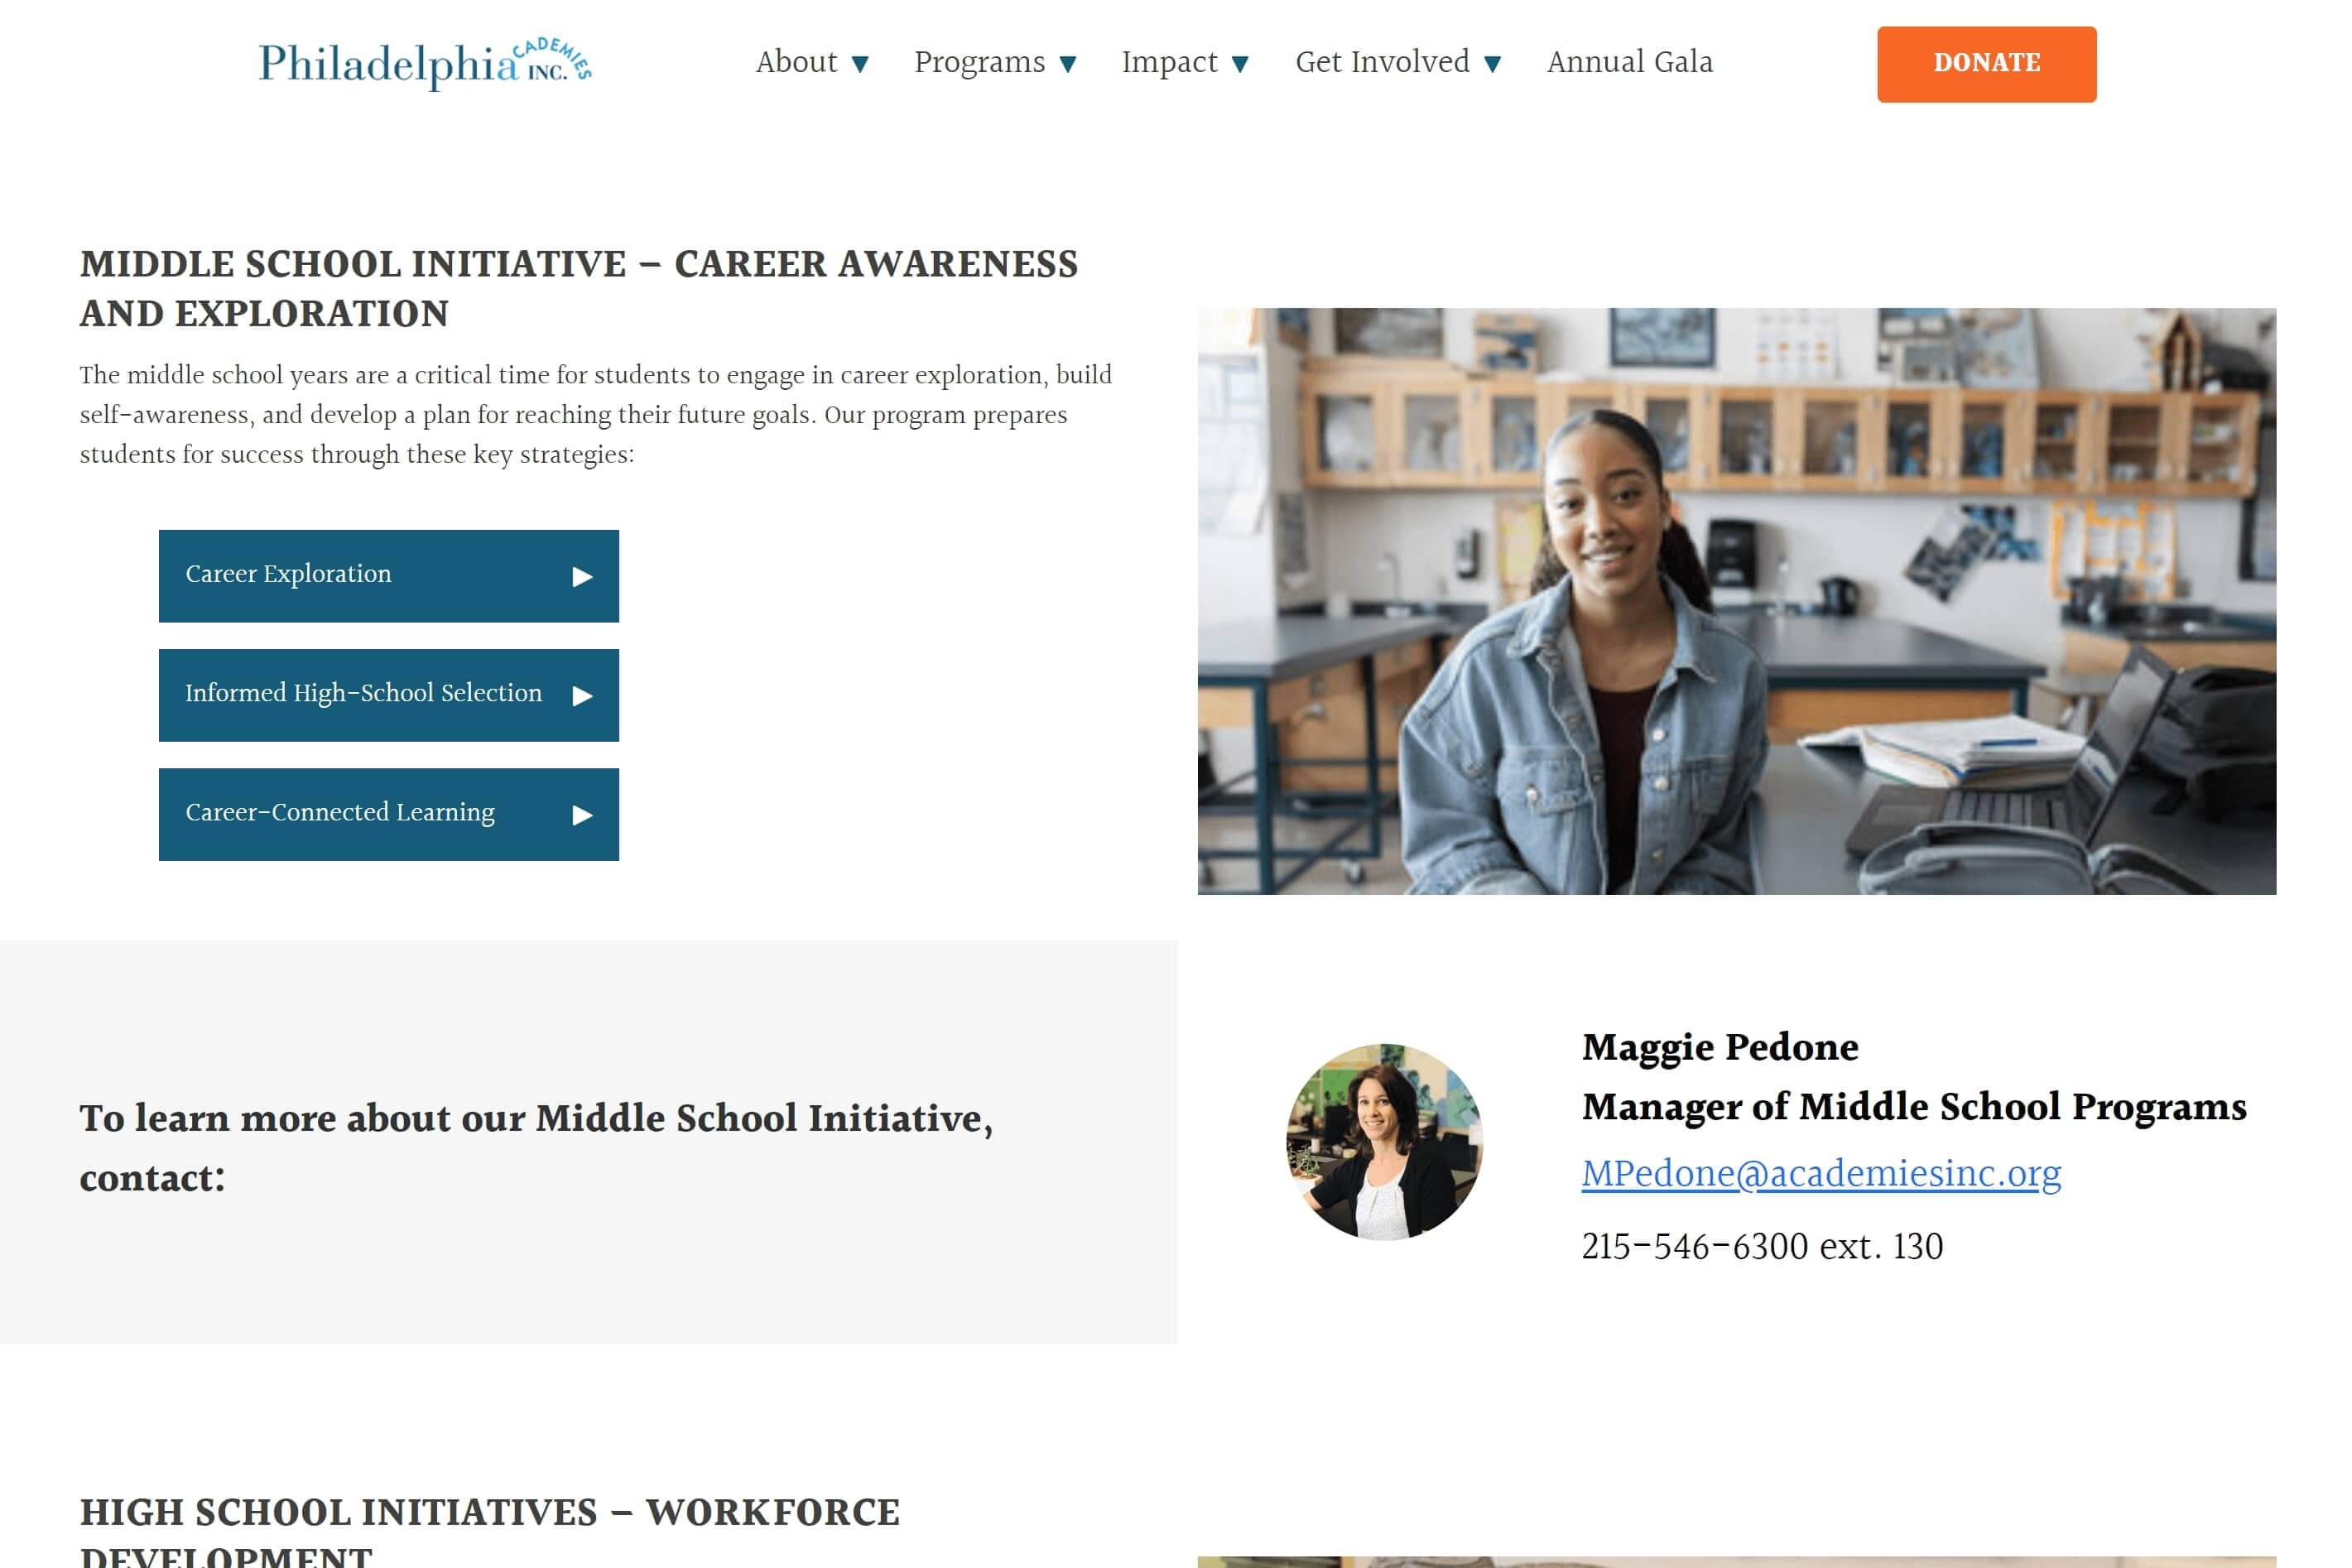 Philadelphia ACADEMIES INC.
About Programs Impact Get Involved Annual Gala
DONATE
MIDDLE SCHOOL INITIATIVE – CAREER AWARENESS
AND EXPLORATION
The middle school years are a critical time for students to engage in career exploration, build
self-awareness, and develop a plan for reaching their future goals. Our program prepares
students for success through these key strategies:
Career Exploration
Informed High-School Selection
Career-Connected Learning
To learn more about our Middle School Initiative,
contact:
Maggie Pedone
Manager of Middle School Programs
MPedone@academiesinc.org
215-546-6300 ext. 130
HIGH SCHOOL INITIATIVES – WORKFORCE
DEVELOPMENT